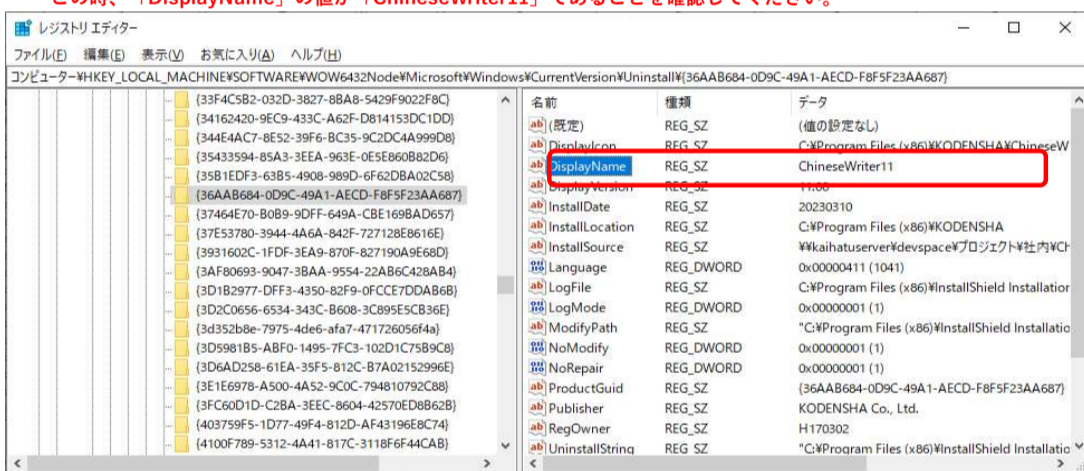 この時、「DisplayName」の値が「ChineseWriter11」であることを確認してください。
レジストリ エディター
ファイル(F) 編集(E) 表示(V) お気に入り(A) ヘルプ(H)
コンピューター¥HKEY_LOCAL_MACHINE¥SOFTWARE¥WOW6432Node¥Microsoft¥Windows¥CurrentVersion¥Uninstall¥{36AAB684-0D9C-49A1-AECD-F8F5F23AA687}
{33F4C5B2-032D-3827-8BA8-5429F9022F8C}
{34162420-9EC9-433C-A62F-D814153DC1DD}
{344E4AC7-8E52-39F6-BC35-9C2DC4A999D8}
{35433594-85A3-3EEA-963E-0E5E860B82D6}
{35B1EDF3-63B5-4908-989D-6F62DBA02C58}
{36AAB684-0D9C-49A1-AECD-F8F5F23AA687}
{37464E70-B0B9-9DFF-649A-CBE169BAD657}
{37E53780-3944-4A6A-842F-727128E8616E}
{3931602C-1FDF-3EA9-870F-827190A9E68D}
{3AF80693-9047-3BAA-9554-22AB6C428AB4}
{3D1B2977-DFF3-4350-82F9-0FCCE7DDAB6B}
{3D2C0656-6534-343C-B608-3C895E5CB36E}
{3d352b8e-7975-4de6-afa7-471726056f4a}
{3D5981B5-ABF0-1495-7FC3-102D1C75B9C8}
{3D6AD258-61EA-35F5-812C-B7A02152996E}
{3E1E6978-A500-4A52-9C0C-794810792C88}
{3FC60D1D-C2BA-3EEC-8604-42570ED8B62B}
{403759F5-1D77-49F4-812D-AF43196E8C74}
{4100F789-5312-4A41-817C-3118F6F44CAB}
名前 種類 データ
(既定) REG_SZ (値の設定なし)
DisplayIcon REG_SZ C:¥Program Files (x86)¥KODENSHA¥ChineseW
DisplayName REG_SZ ChineseWriter11
DisplayVersion REG_SZ 11.00
InstallDate REG_SZ 20230310
InstallLocation REG_SZ C:¥Program Files (x86)¥KODENSHA
InstallSource REG_SZ ¥¥kaihatuserver¥devspace¥プロジェクト¥社内¥Ch
Language REG_DWORD 0x00000411 (1041)
LogFile REG_SZ C:¥Program Files (x86)¥InstallShield Installation
LogMode REG_DWORD 0x00000001 (1)
ModifyPath REG_SZ "C:¥Program Files (x86)¥InstallShield Installatio
NoModify REG_DWORD 0x00000001 (1)
NoRepair REG_DWORD 0x00000001 (1)
ProductGuid REG_SZ {36AAB684-0D9C-49A1-AECD-F8F5F23AA687}
Publisher REG_SZ KODENSHA Co., Ltd.
RegOwner REG_SZ H170302
UninstallString REG_SZ "C:¥Program Files (x86)¥InstallShield Installatio